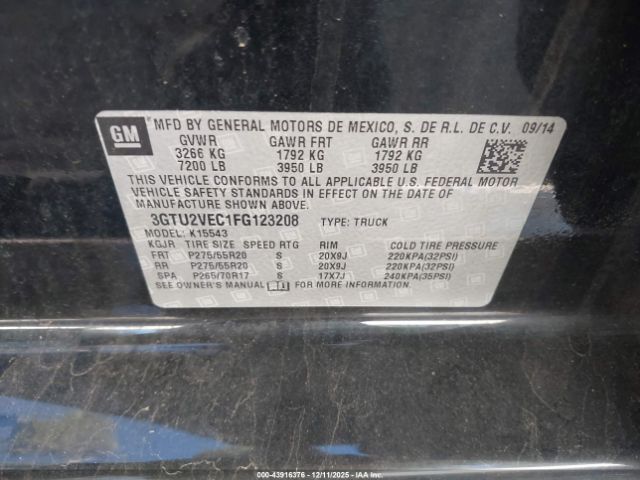 GM
MFD BY GENERAL MOTORS DE MEXICO, S. DE R.L. DE C.V. 09/14
GVWR GAWR FRT GAWR RR
3266 KG 1792 KG 1792 KG
7200 LB 3950 LB 3950 LB
THIS VEHICLE CONFORMS TO ALL APPLICABLE U.S. FEDERAL MOTOR
VEHICLE SAFETY STANDARDS IN EFFECT ON THE DATE OF
MANUFACTURE SHOWN ABOVE.
3GTU2VEC1FG123208 TYPE: TRUCK
MODEL: K15543
KGJR TIRE SIZE SPEED RTG RIM COLD TIRE PRESSURE
FRT P275/55R20 S 20X9J 220KPA(32PSI)
RR P275/55R20 S 20X9J 220KPA(32PSI)
SPA P265/70R17 S 17X7J 240KPA(35PSI)
SEE OWNER'S MANUAL FOR MORE INFORMATION.
000-43916376 - 12/11/2025 - IAAI.COM